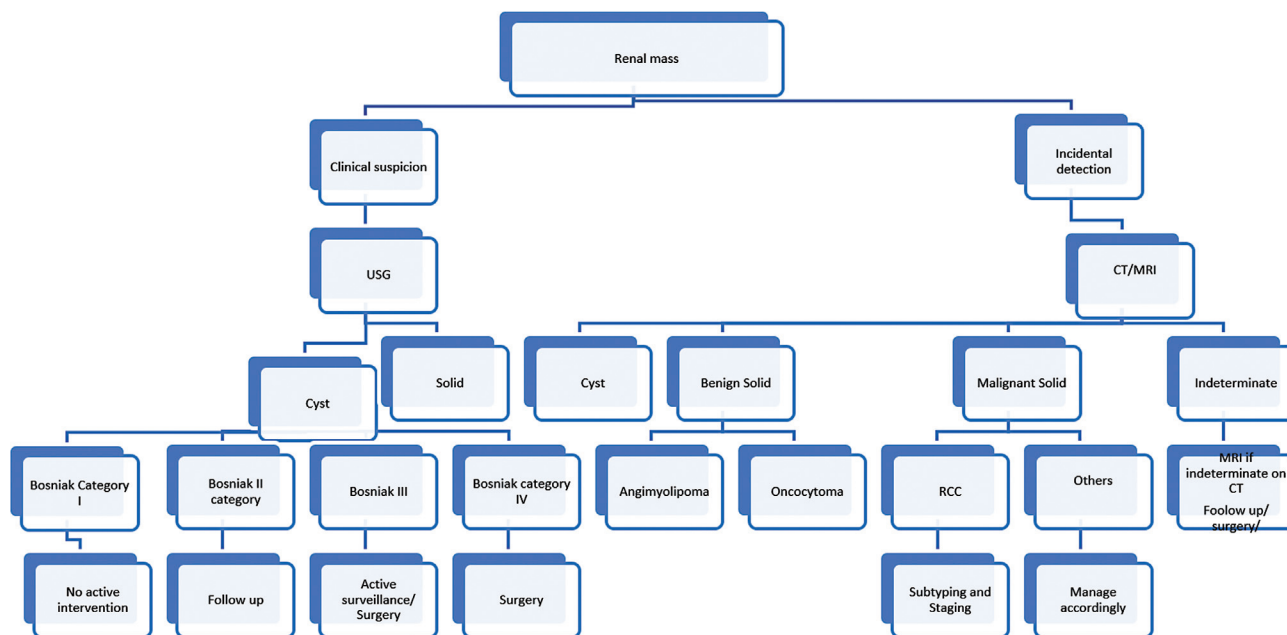 Renal mass
Clinical suspicion
Incidental
detection
USG
CT/MRI
Cyst
Solid
Cyst
Benign Solid
Malignant Solid
Indeterminate
Bosniak Category
I
Bosniak II
category
Bosniak III
Bosniak category
IV
Angimyolipoma
Oncocytoma
RCC
Others
MRI if
indeterminate on
CT
Foolow up/
surgery/
No active
intervention
Follow up
Active
surveillance/
Surgery
Surgery
Subtyping and
Staging
Manage
accordingly